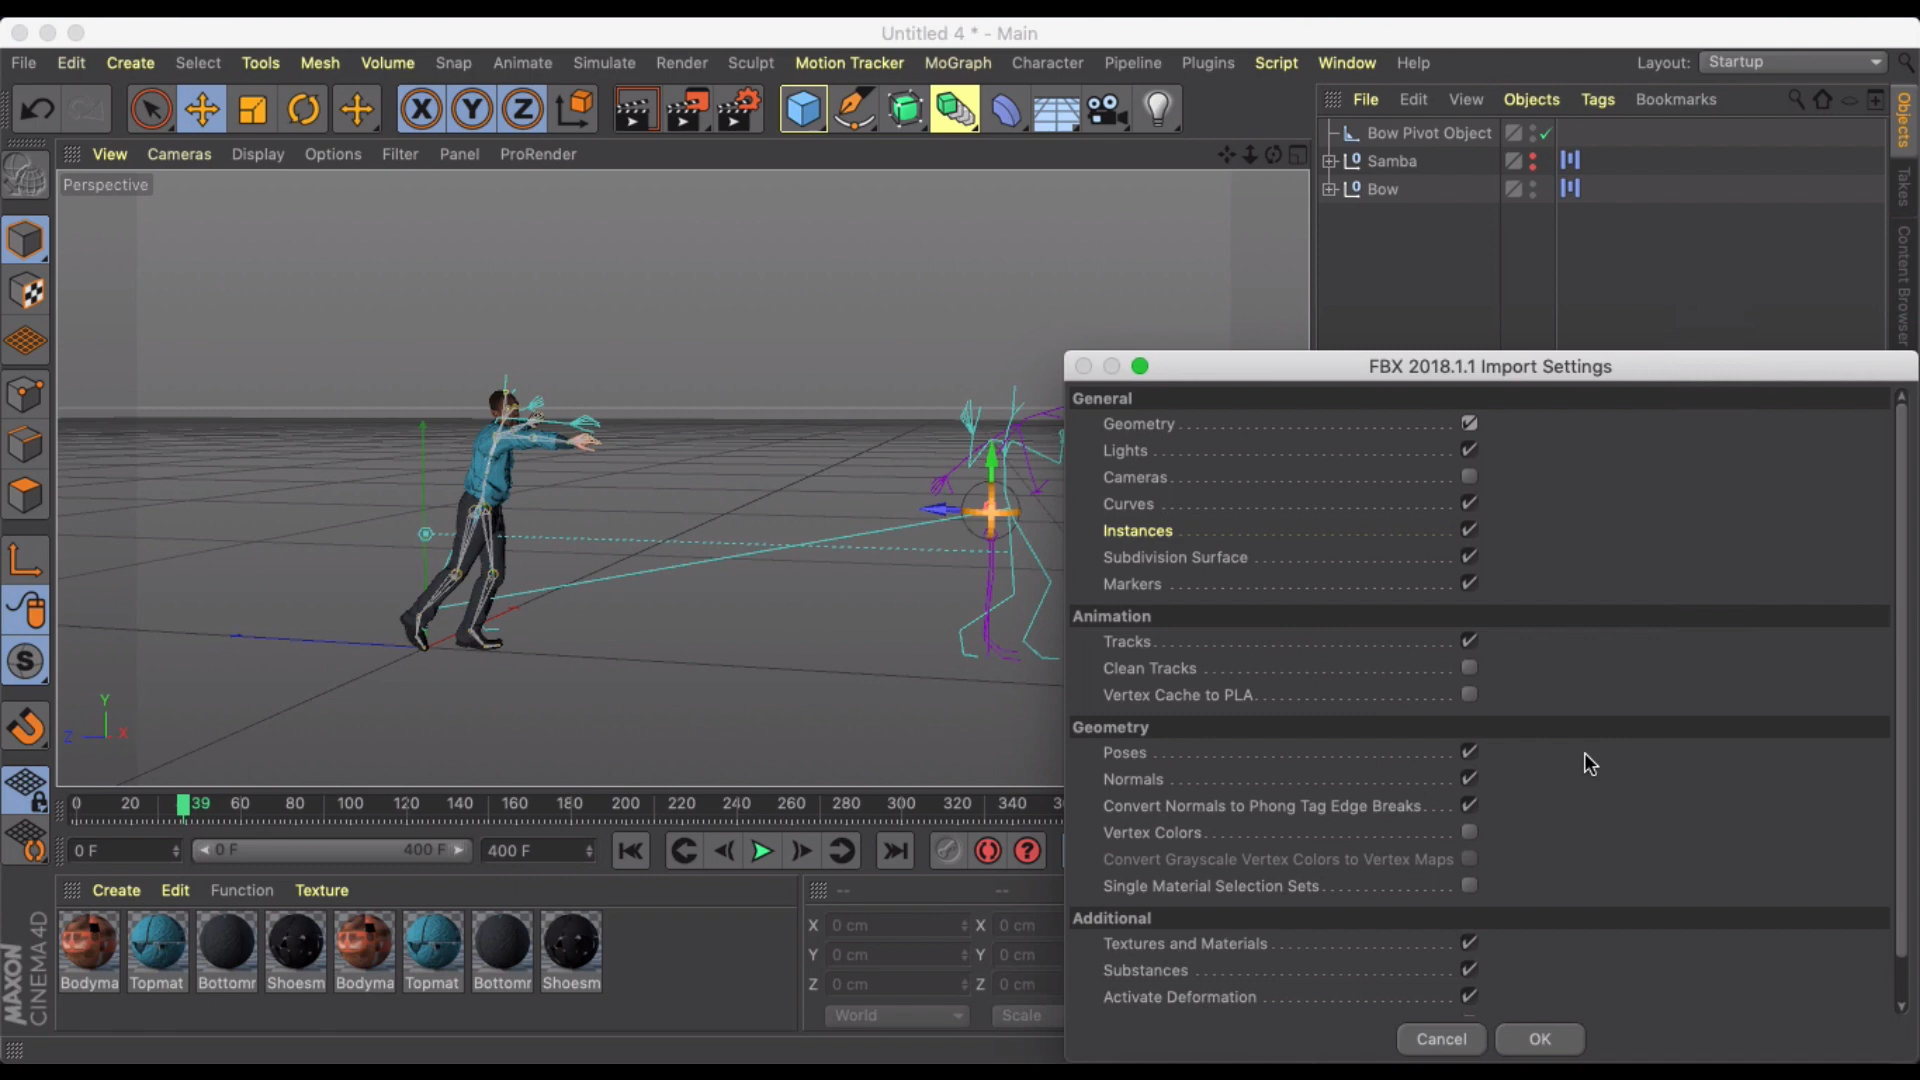 Untitled 4 * - Main
File Edit Create Select Tools Mesh Volume Snap Animate Simulate Render Sculpt Motion Tracker MoGraph Character Pipeline Plugins Script Window Help Layout: Startup
X Y Z
File Edit View Objects Tags Bookmarks
View Cameras Display Options Filter Panel ProRender
Perspective
Bow Pivot Object
Samba
Bow
Objects
Takes
Content Browser
FBX 2018.1.1 Import Settings
General
Geometry
Lights
Cameras
Curves
Instances
Subdivision Surface
Markers
Animation
Tracks
Clean Tracks
Vertex Cache to PLA
Geometry
Poses
Normals
Convert Normals to Phong Tag Edge Breaks
Vertex Colors
Convert Grayscale Vertex Colors to Vertex Maps
Single Material Selection Sets
Additional
Textures and Materials
Substances
Activate Deformation
Cancel OK
S
Y
Z X
0 20 39 60 80 100 120 140 160 180 200 220 240 260 280 300 320 340
0 F 0 F 400 F 400 F
Create Edit Function Texture
-- --
Bodyma Topmat Bottomr Shoesm Bodyma Topmat Bottomr Shoesm
X 0 cm X 0 cm
Y 0 cm Y 0 cm
Z 0 cm Z 0 cm
World Scale
MAXON
CINEMA 4D